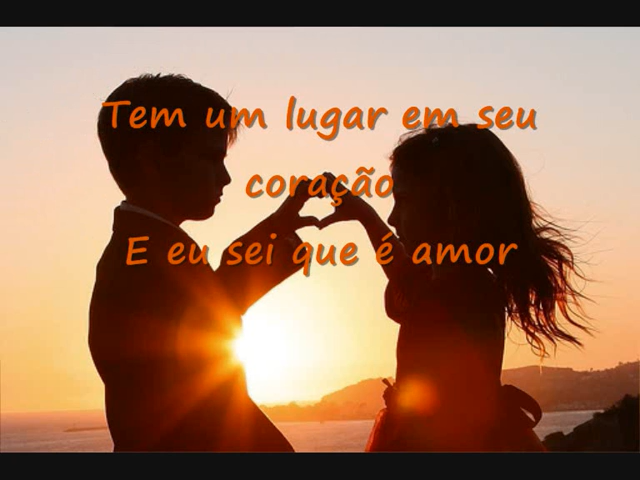 Tem um lugar em seu
coração
E eu sei que é amor